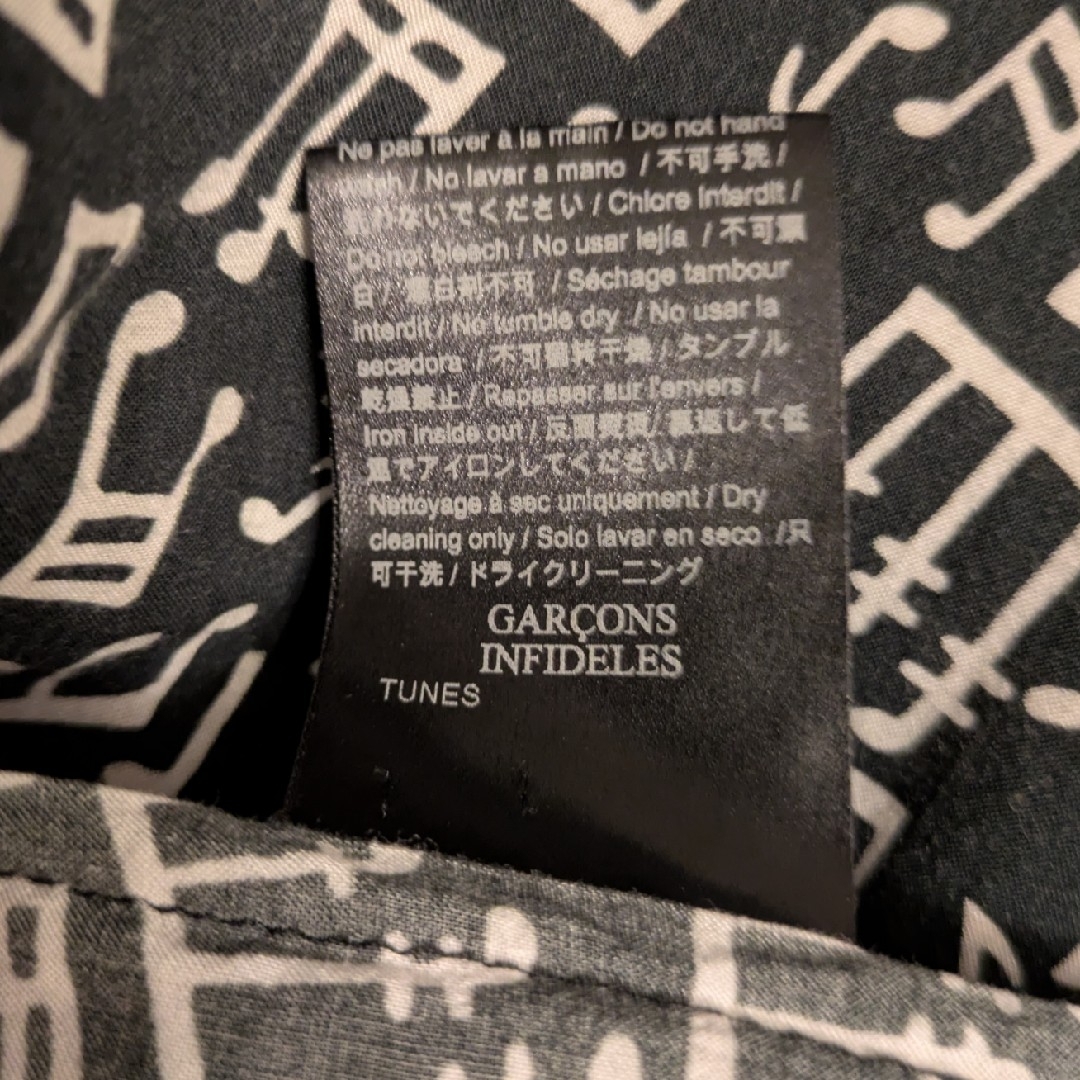 Ne pas laver à la main / Do not hand
wash / No lavar a mano / 不可手洗 /
洗わないでください / Chlore interdit /
Do not bleach / No usar lejía / 不可漂
白 / 漂白剤不可 / Séchage tambour
interdit / No tumble dry / No usar la
secadora / 不可翻转干燥 / タンブル
乾燥禁止 / Repasser sur l'envers /
Iron inside out / 反面熨烫 / 裏返して低
温でアイロンしてください /
Nettoyage à sec uniquement / Dry
cleaning only / Solo lavar en seco. / 只
可干洗 / ドライクリーニング
GARÇONS
INFIDELES
TUNES